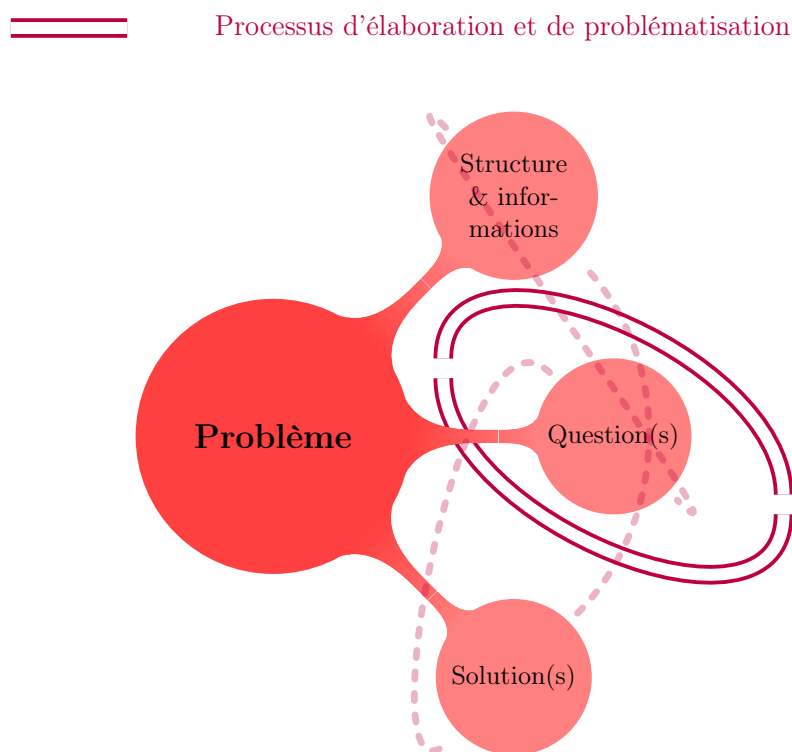 Processus d'élaboration et de problématisation
Structure
& infor-
mations
Problème
Question(s)
Solution(s)